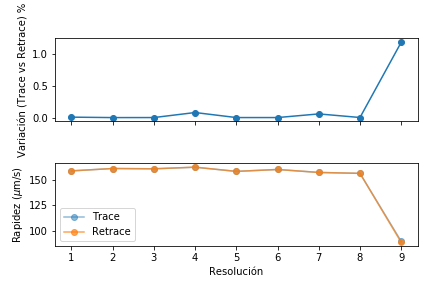 Variación (Trace vs Retrace) %
1.0
0.5
0.0
Rapidez (μm/s)
150
125
100
Trace
Retrace
1 2 3 4 5 6 7 8 9
Resolución